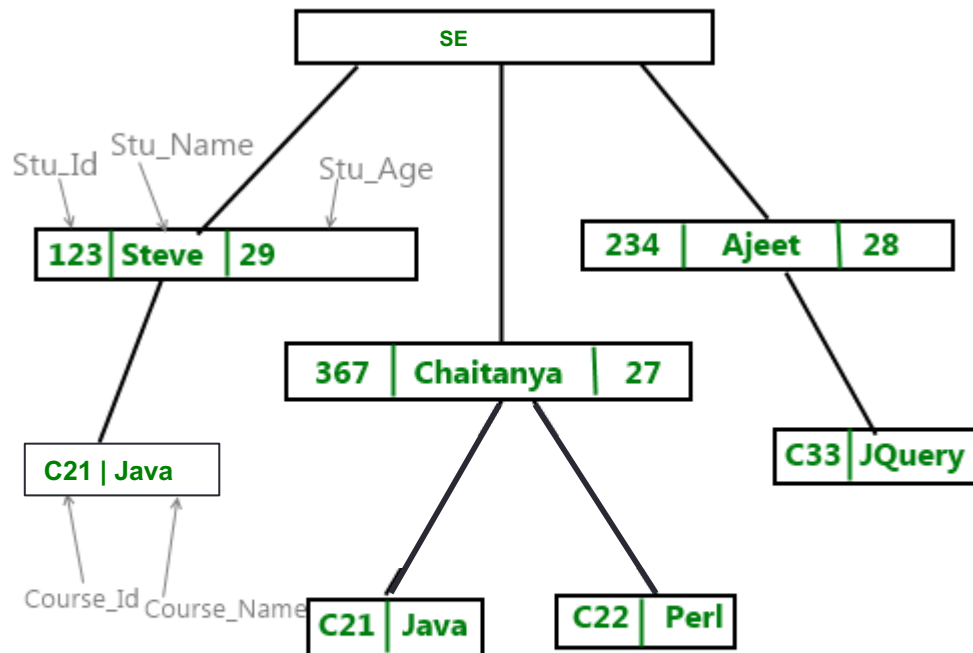 SE
Stu_Id
Stu_Name
Stu_Age
123 Steve 29
234 Ajeet 28
367 Chaitanya 27
C21 | Java
C33 JQuery
Course_Id
Course_Name
C21 Java
C22 Perl